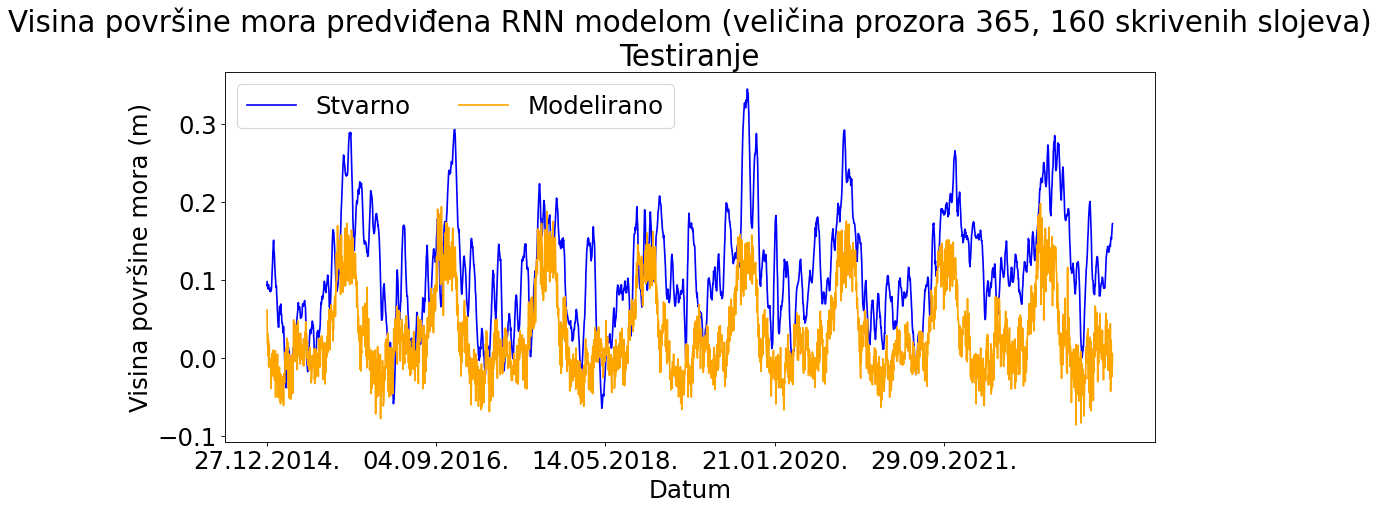 Visina površine mora predviđena RNN modelom (veličina prozora 365, 160 skrivenih slojeva)
Testiranje
Stvarno Modelirano
Visina površine mora (m)
0.3
0.2
0.1
0.0
−0.1
27.12.2014. 04.09.2016. 14.05.2018. 21.01.2020. 29.09.2021.
Datum